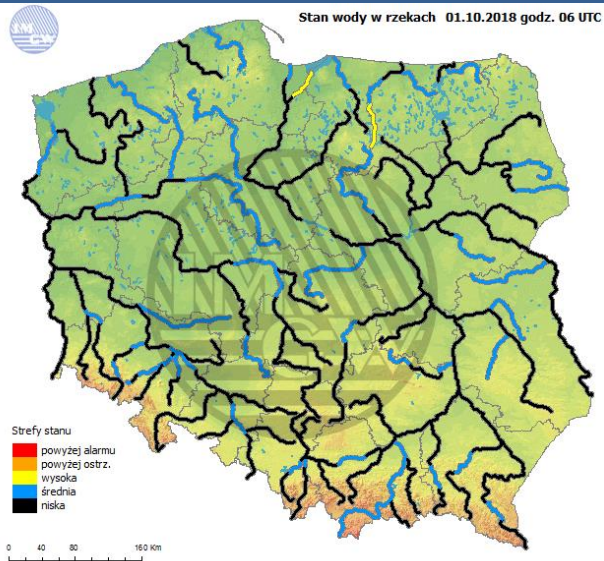 Stan wody w rzekach 01.10.2018 godz. 06 UTC
IMGW
Strefy stanu
powyżej alarmu
powyżej ostrz.
wysoka
średnia
niska
0 40 80 160 Km